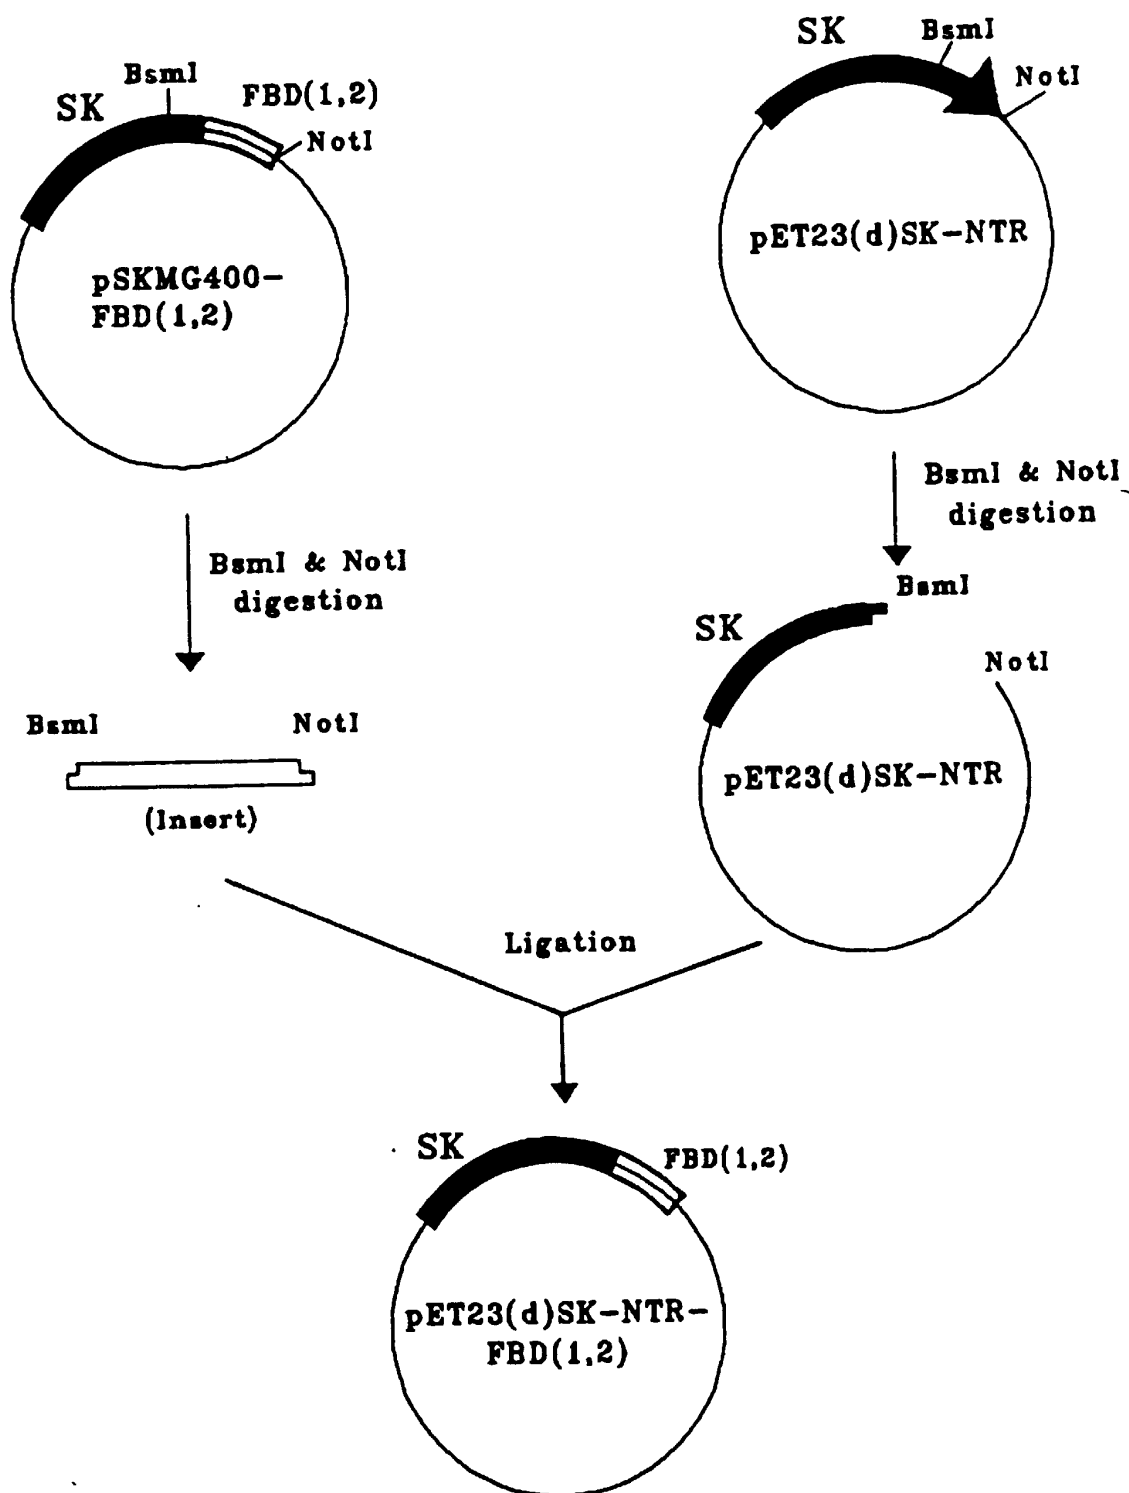 SK
BsmI
FBD(1,2)
NotI
pSKMG400-
FBD(1,2)
BsmI & NotI
digestion
BsmI
NotI
(Insert)
SK
BsmI
NotI
pET23(d)SK-NTR
BsmI & NotI
digestion
BsmI
SK
NotI
pET23(d)SK-NTR
Ligation
SK
FBD(1,2)
pET23(d)SK-NTR-
FBD(1,2)